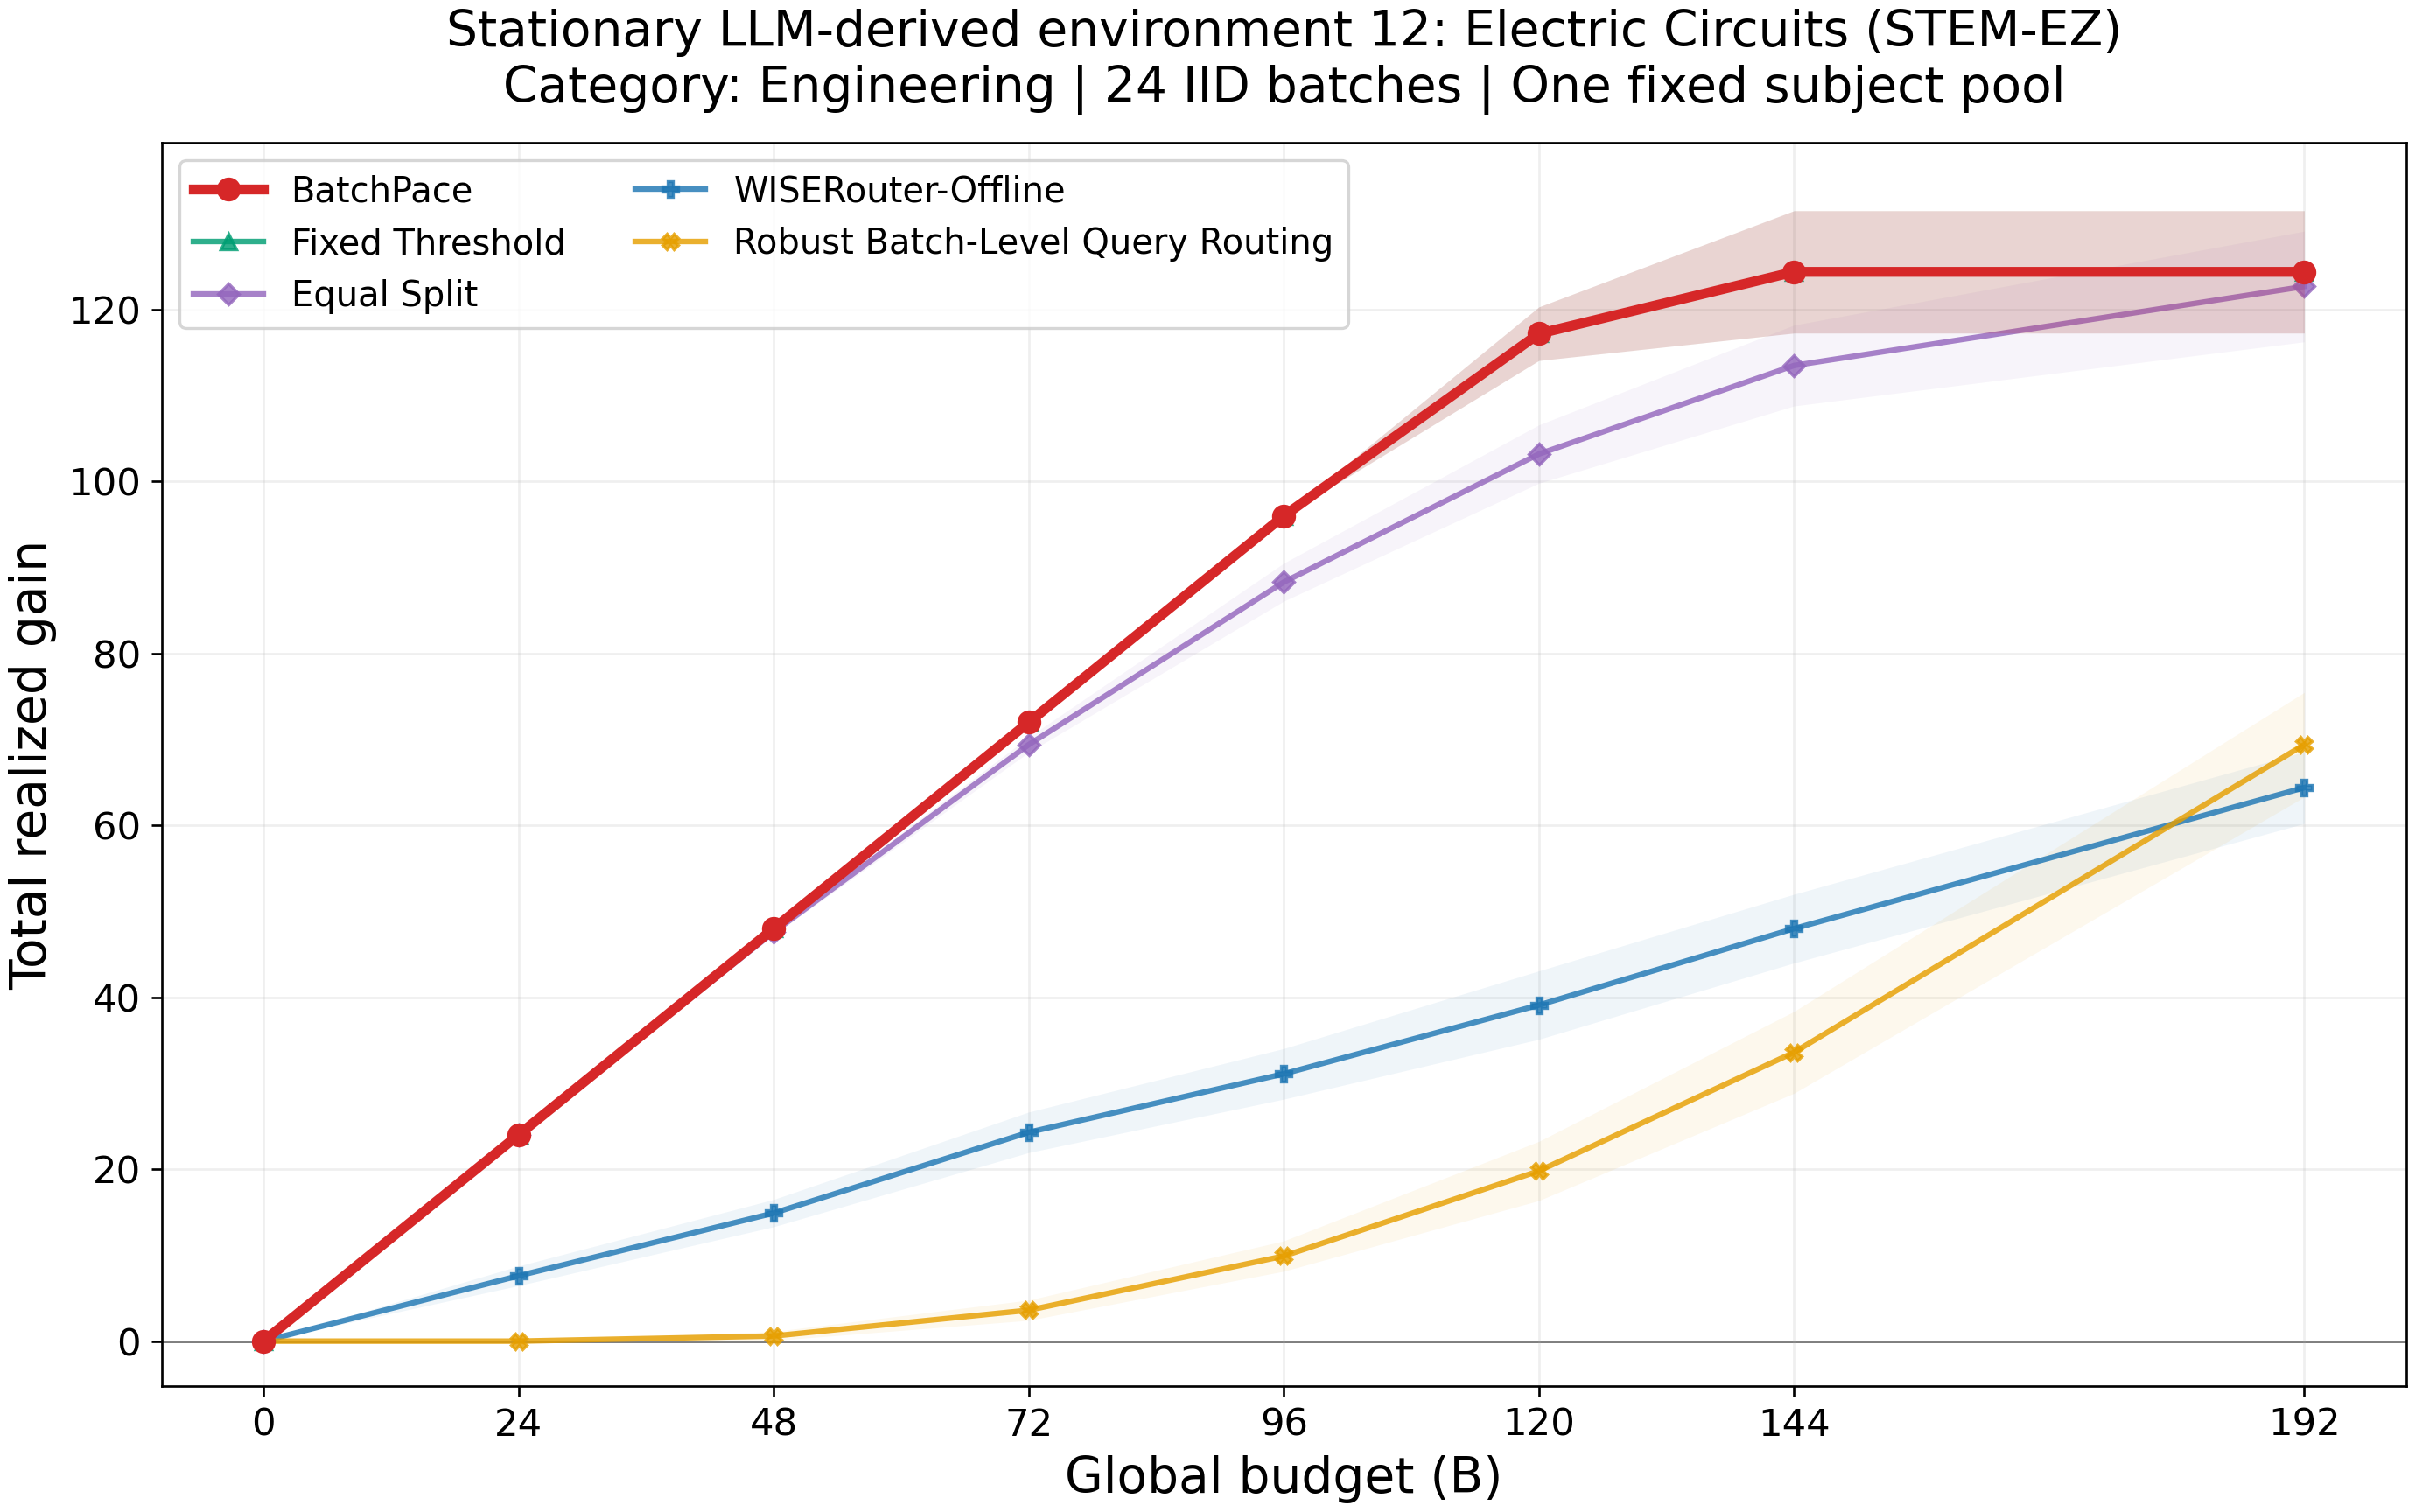 Stationary LLM-derived environment 12: Electric Circuits (STEM-EZ)
Category: Engineering | 24 IID batches | One fixed subject pool
BatchPace
Fixed Threshold
Equal Split
WISERouter-Offline
Robust Batch-Level Query Routing
Total realized gain
120
100
80
60
40
20
0
0 24 48 72 96 120 144 192
Global budget (B)